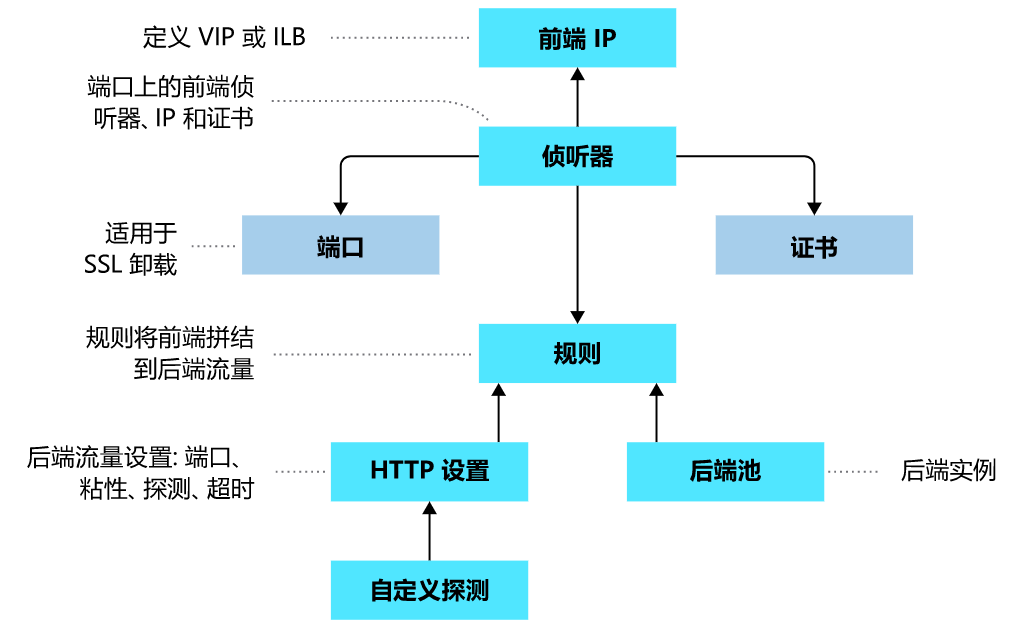 定义 VIP 或 ILB
前端 IP
端口上的前端侦
听器、IP 和证书
侦听器
适用于
SSL 卸载
端口
证书
规则将前端拼结
到后端流量
规则
后端流量设置: 端口、
粘性、探测、超时
HTTP 设置
后端池
后端实例
自定义探测